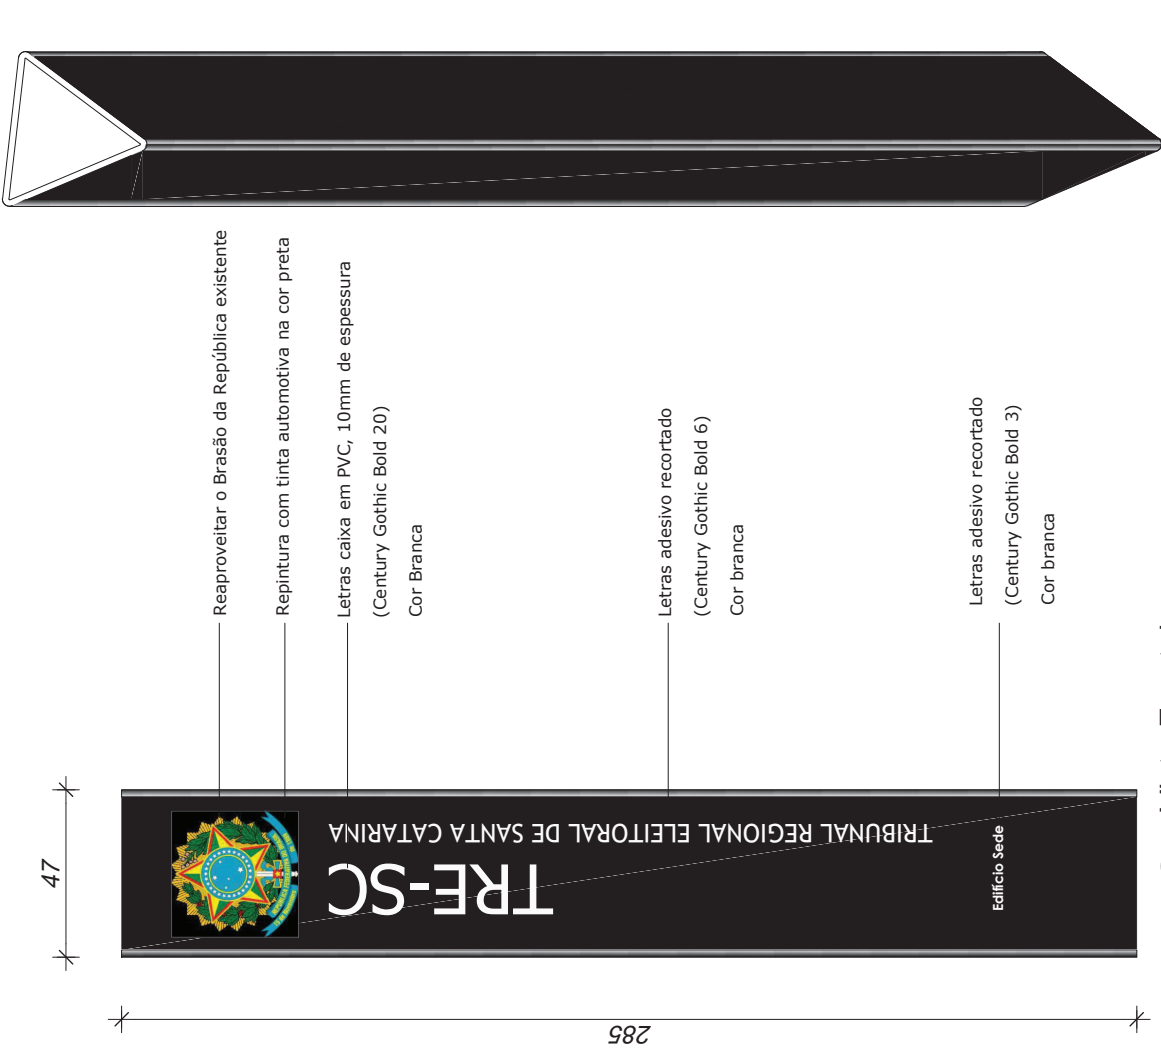 47
285
TRE-SC
TRIBUNAL REGIONAL ELEITORAL DE SANTA CATARINA
Edifício Sede
Reaproveitar o Brasão da República existente
Repintura com tinta automotiva na cor preta
Letras caixa em PVC, 10mm de espessura
(Century Gothic Bold 20)
Cor Branca
Letras adesivo recortado
(Century Gothic Bold 6)
Cor branca
Letras adesivo recortado
(Century Gothic Bold 3)
Cor branca